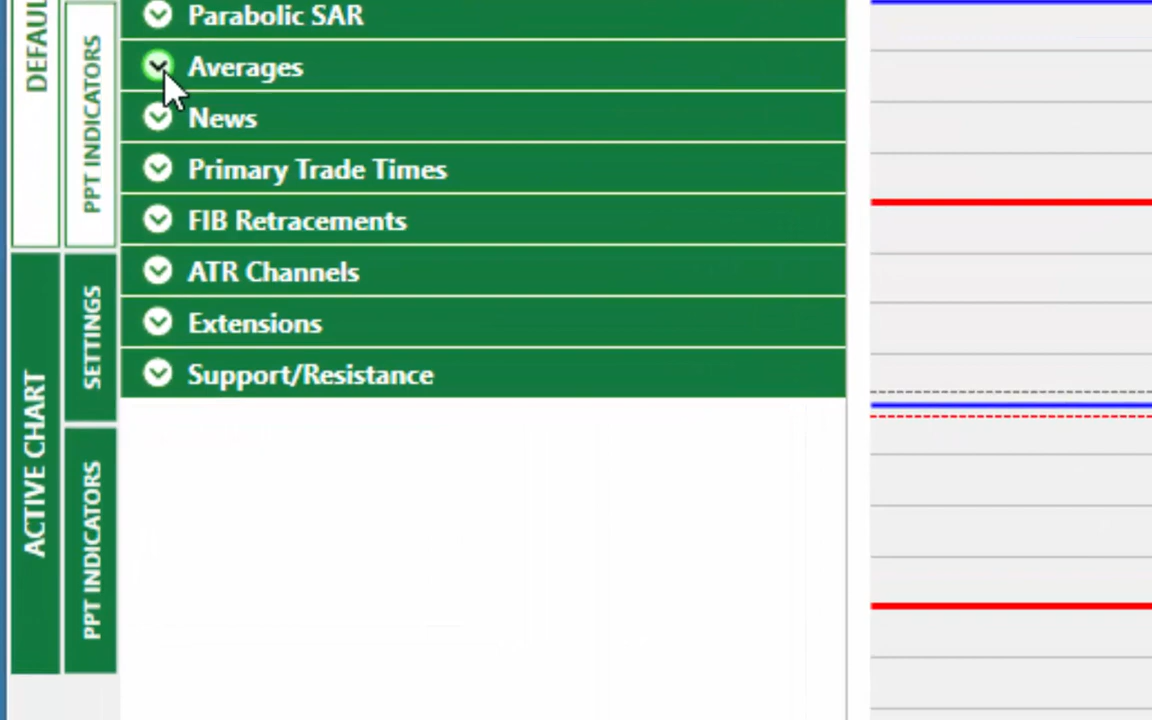 DEFAU
PPT INDICATORS
Parabolic SAR
Averages
News
Primary Trade Times
FIB Retracements
ATR Channels
Extensions
Support/Resistance
ACTIVE CHART
SETTINGS
PPT INDICATORS